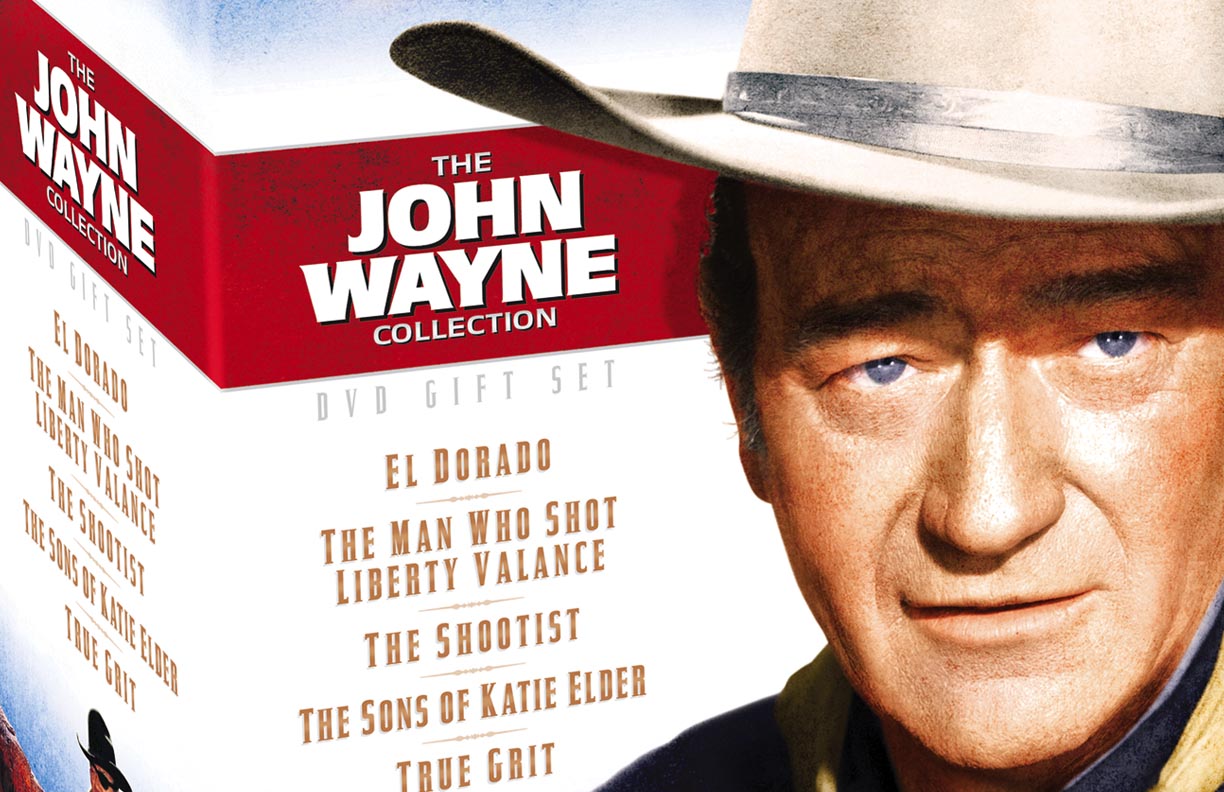 THE
JOHN
WAYNE
COLLECTION
DVD GIFT SET
EL DORADO
THE MAN WHO SHOT
LIBERTY VALANCE
THE SHOOTIST
THE SONS OF KATIE ELDER
TRUE GRIT
THE
JOHN
WAYNE
COLLECTION
DVD GIFT SET
EL DORADO
THE MAN WHO SHOT
LIBERTY VALANCE
THE SHOOTIST
THE SONS OF KATIE ELDER
TRUE GRIT